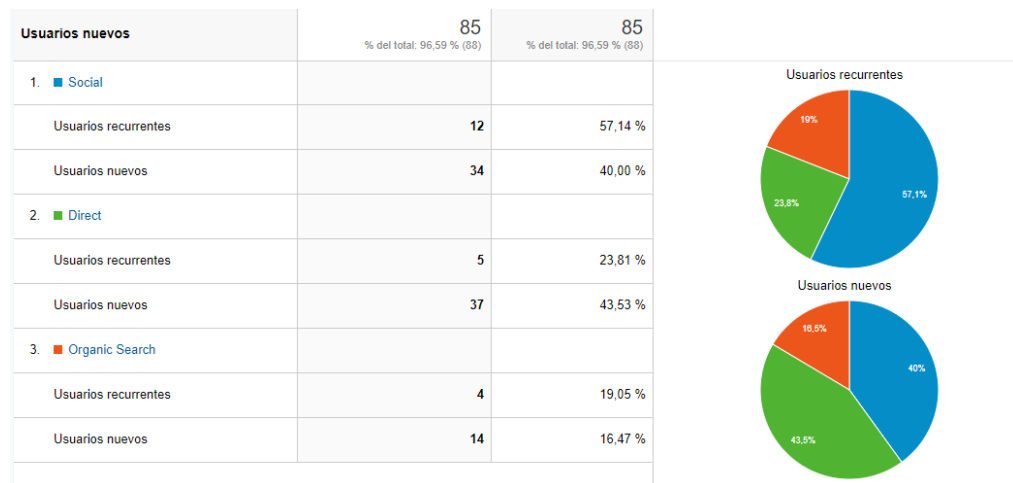 Usuarios nuevos 85 85
% del total: 96,59 % (88) % del total: 96,59 % (88)
1. Social
Usuarios recurrentes 12 57,14 %
Usuarios nuevos 34 40,00 %
2. Direct
Usuarios recurrentes 5 23,81 %
Usuarios nuevos 37 43,53 %
3. Organic Search
Usuarios recurrentes 4 19,05 %
Usuarios nuevos 14 16,47 %
Usuarios recurrentes
19%
57,1%
23,8%
Usuarios nuevos
16,5%
40%
43,5%